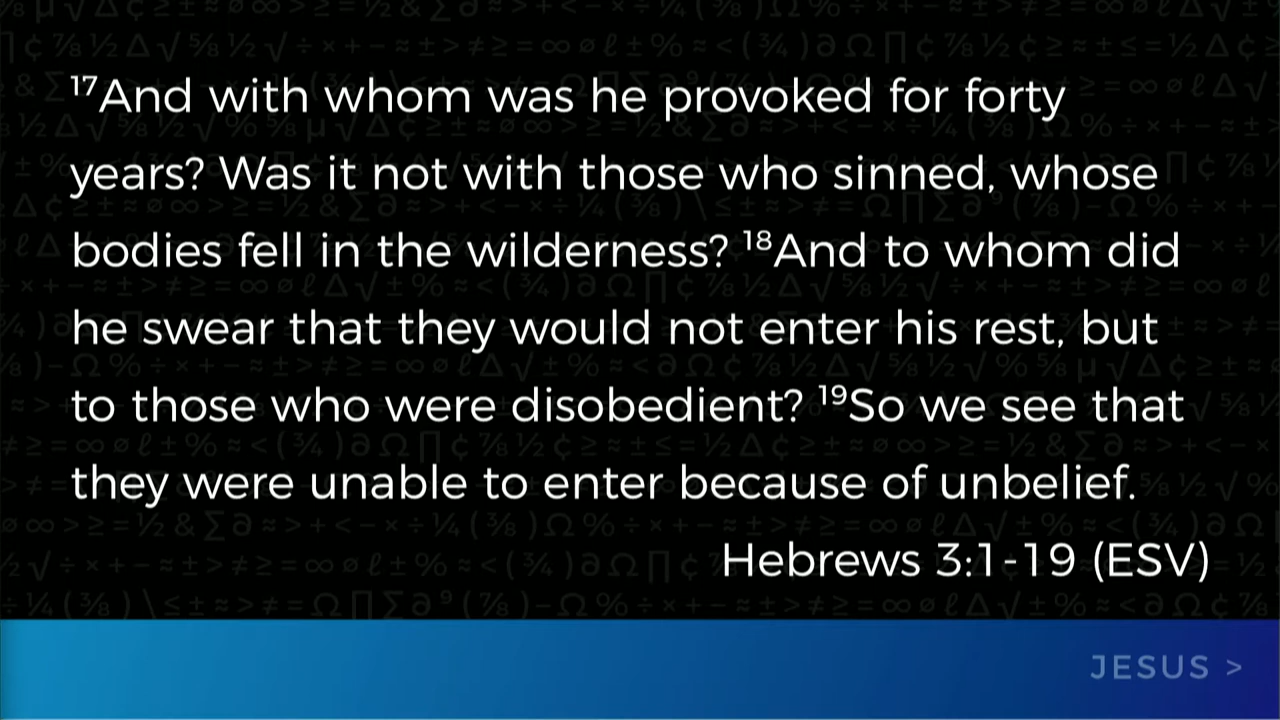 ¹⁷And with whom was he provoked for forty
years? Was it not with those who sinned, whose
bodies fell in the wilderness? ¹⁸And to whom did
he swear that they would not enter his rest, but
to those who were disobedient? ¹⁹So we see that
they were unable to enter because of unbelief.
Hebrews 3:1-19 (ESV)
JESUS >